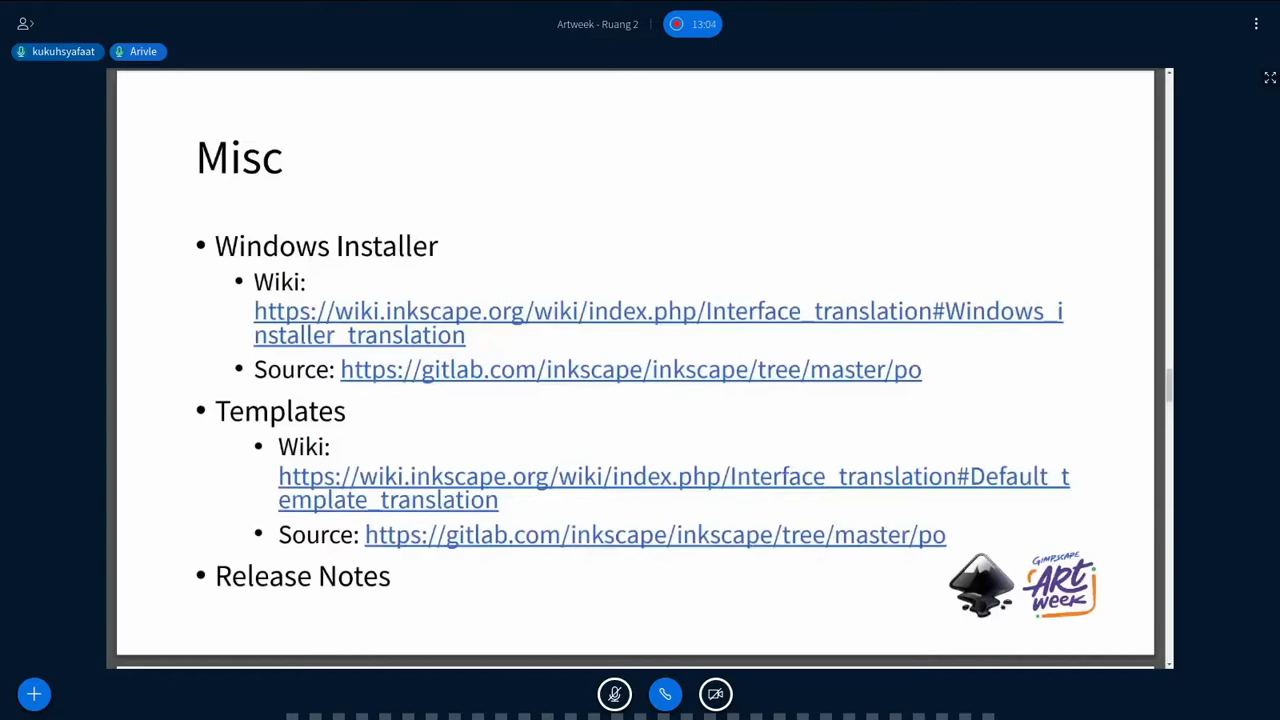 Artweek - Ruang 2
13:04
kukuhsyafaat
Arivle
Misc
• Windows Installer
• Wiki:
https://wiki.inkscape.org/wiki/index.php/Interface_translation#Windows_i
nstaller_translation
• Source: https://gitlab.com/inkscape/inkscape/tree/master/po
• Templates
• Wiki:
https://wiki.inkscape.org/wiki/index.php/Interface_translation#Default_t
emplate_translation
• Source: https://gitlab.com/inkscape/inkscape/tree/master/po
• Release Notes
GIMPSCAPE
ART
WEEK